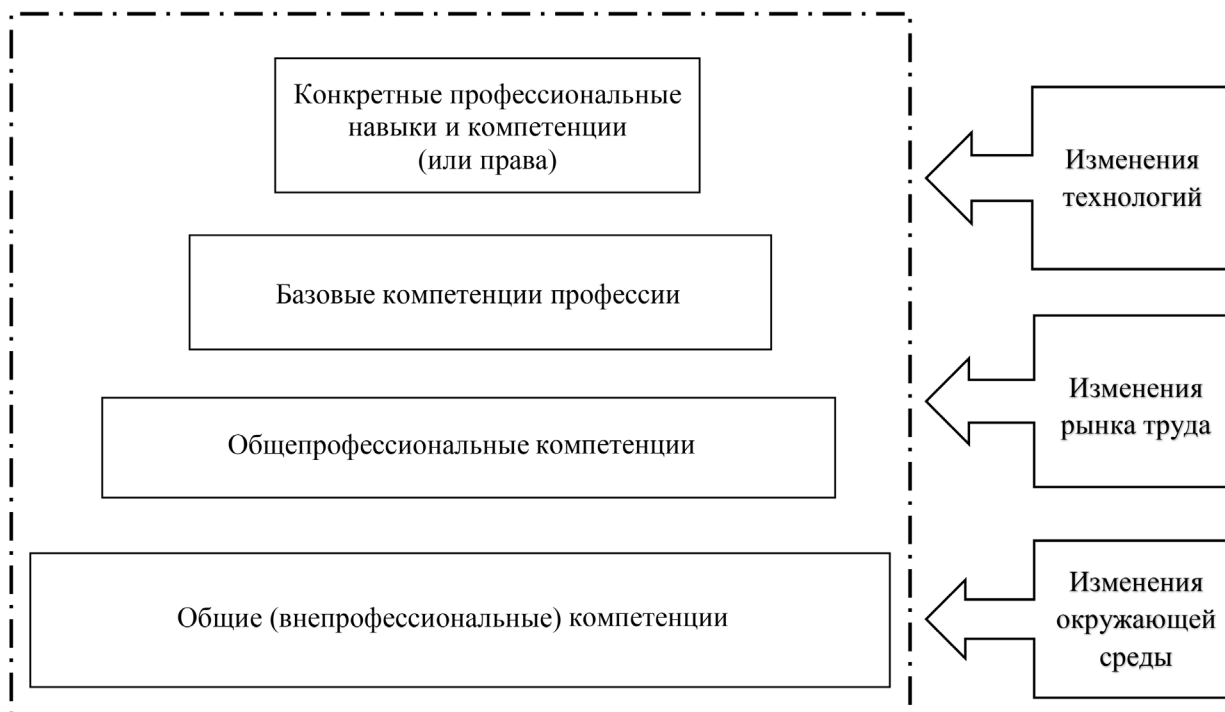 Конкретные профессиональные
навыки и компетенции
(или права)
Базовые компетенции профессии
Общепрофессиональные компетенции
Общие (внепрофессиональные) компетенции
Изменения
технологий
Изменения
рынка труда
Изменения
окружающей
среды